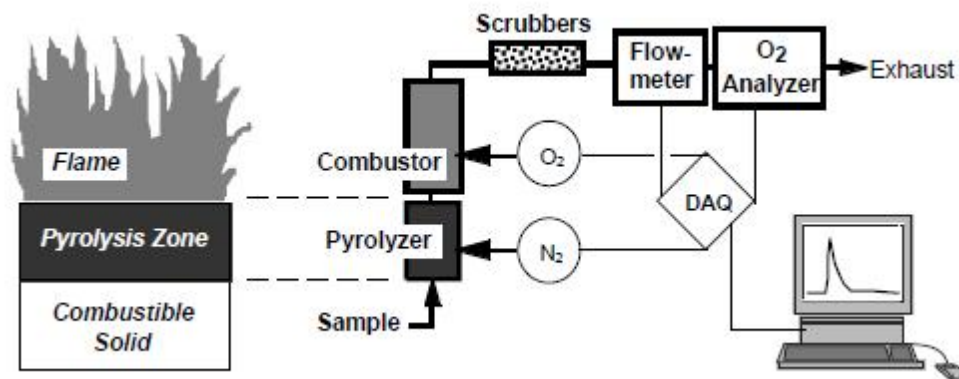 Scrubbers
Flow-
meter
O₂
Analyzer
Exhaust
Flame
Combustor
O₂
DAQ
Pyrolysis Zone
Pyrolyzer
N₂
Combustible
Solid
Sample